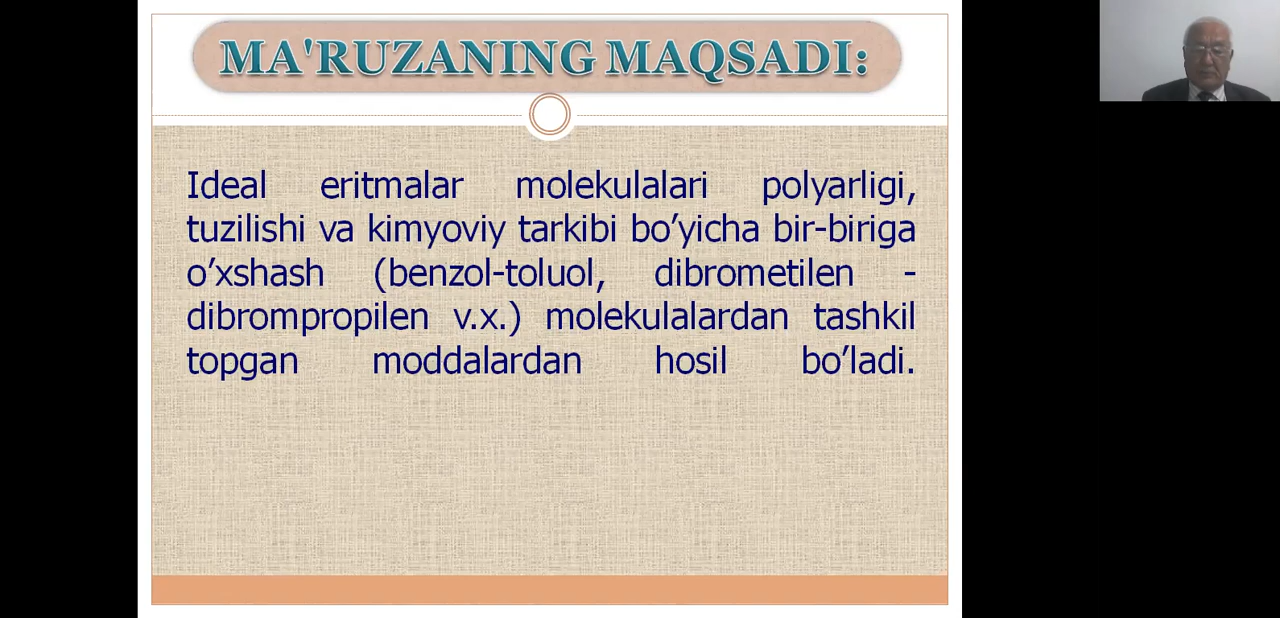 MA'RUZANING MAQSADI:
Ideal eritmalar molekulalari polyarligi,
tuzilishi va kimyoviy tarkibi bo’yicha bir-biriga
o’xshash (benzol-toluol, dibrometilen -
dibrompropilen v.x.) molekulalardan tashkil
topgan moddalardan hosil bo’ladi.